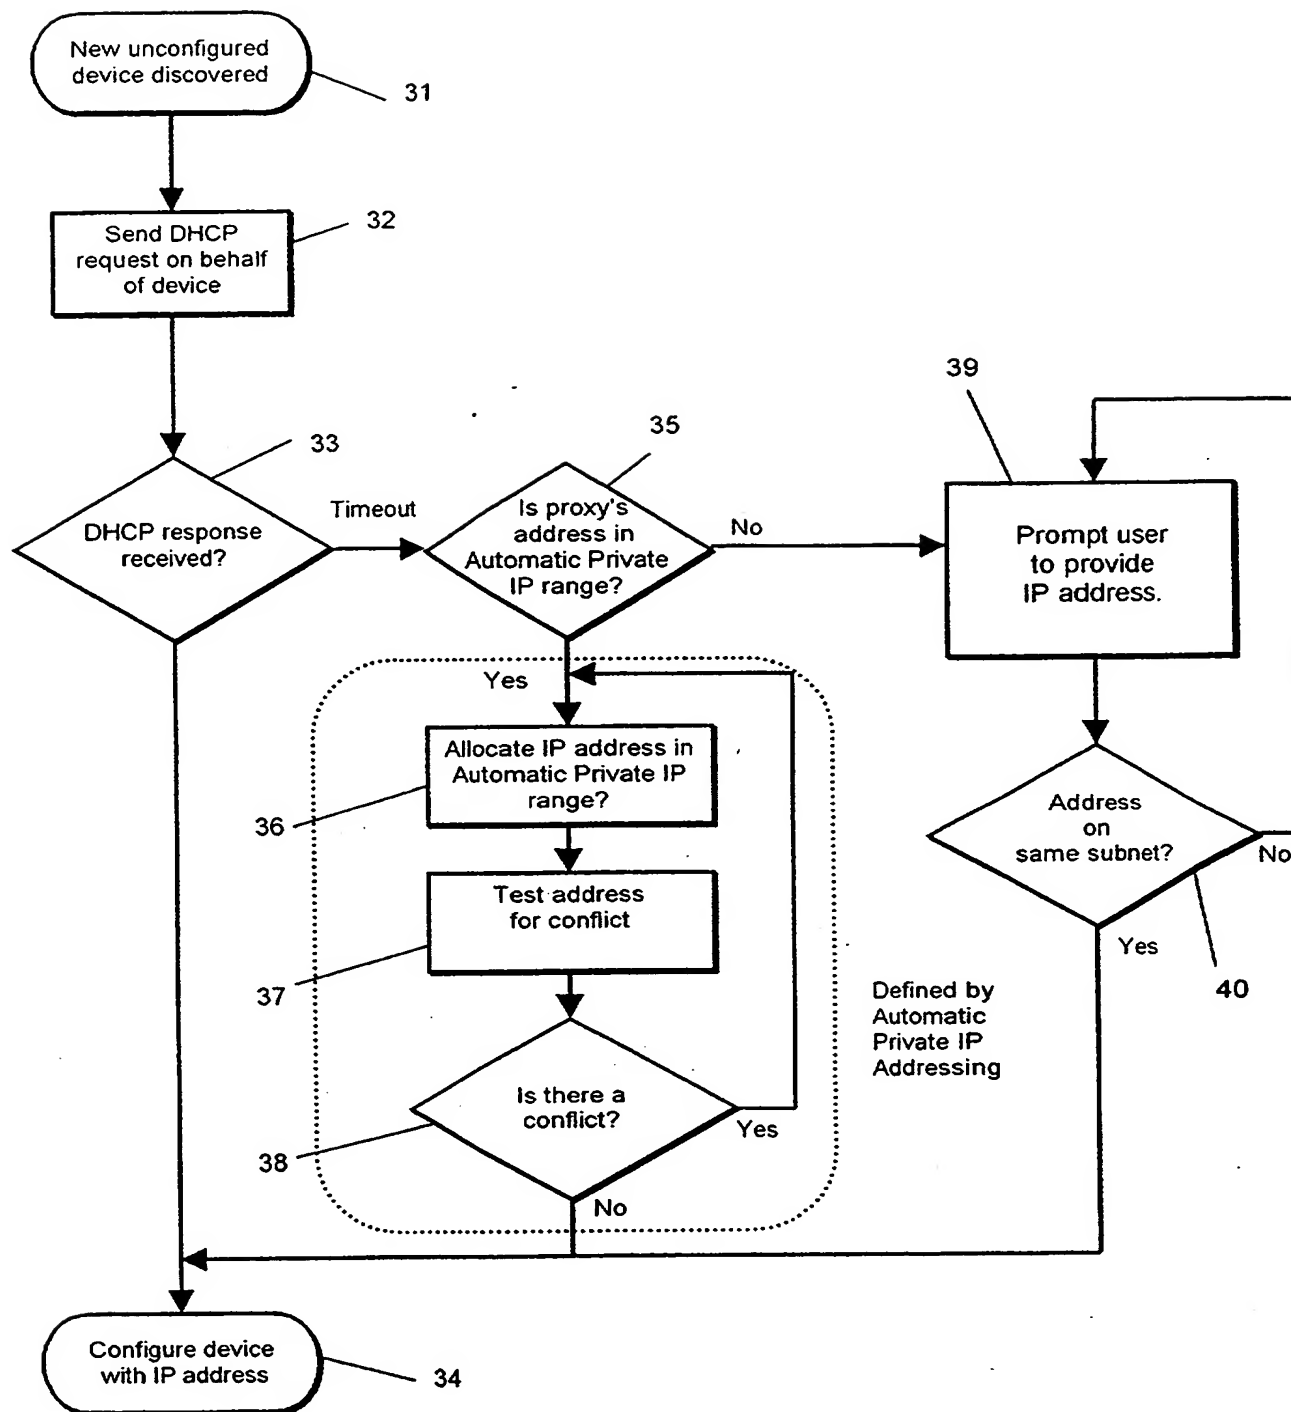 New unconfigured
device discovered
31
Send DHCP
request on behalf
of device
32
39
33
35
DHCP response
received?
Timeout
Is proxy's
address in
Automatic Private
IP range?
No
Prompt user
to provide
IP address.
Yes
Allocate IP address in
Automatic Private IP
range?
36
Address
on
same subnet?
No
Test address
for conflict
37
Yes
40
Defined by
Automatic
Private IP
Addressing
Is there a
conflict?
Yes
38
No
Configure device
with IP address
34